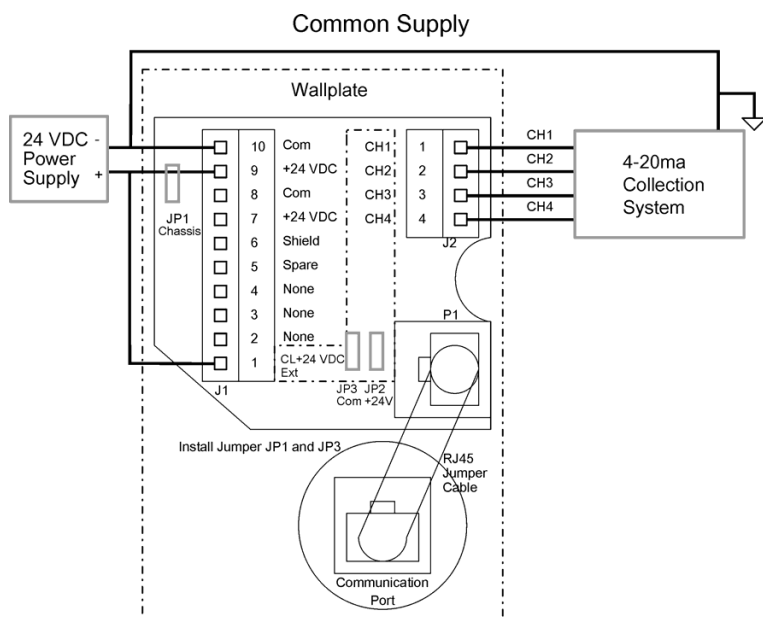 Common Supply
Wallplate
24 VDC -
Power
Supply +
JP1
Chassis
10 Com
9 +24 VDC
8 Com
7 +24 VDC
6 Shield
5 Spare
4 None
3 None
2 None
1 CL+24 VDC
Ext
J1
CH1 1
CH2 2
CH3 3
CH4 4
J2
CH1
CH2
CH3
CH4
4-20ma
Collection
System
P1
JP3 JP2
Com +24V
Install Jumper JP1 and JP3
RJ45
Jumper
Cable
Communication
Port